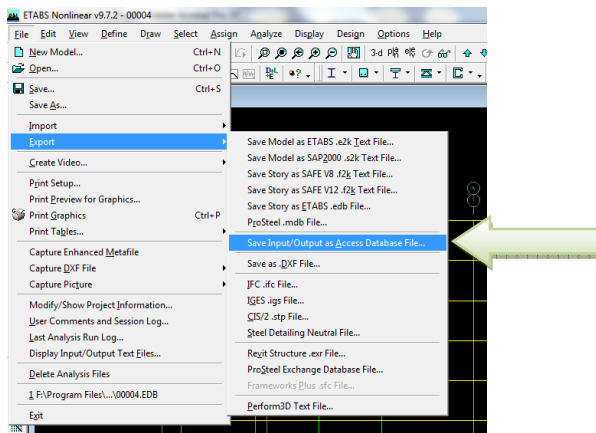 ETABS Nonlinear v9.7.2 - 00004
File Edit View Define Draw Select Assign Analyze Display Design Options Help
New Model... Ctrl+N
Open... Ctrl+O
Save... Ctrl+S
Save As...
Import
Export
Create Video...
Print Setup...
Print Preview for Graphics...
Print Graphics Ctrl+P
Print Tables...
Capture Enhanced Metafile
Capture DXF File
Capture Picture
Modify/Show Project Information...
User Comments and Session Log...
Last Analysis Run Log...
Display Input/Output Text Files...
Delete Analysis Files
1 F:\Program Files\...\00004.EDB
Exit
3-d
Save Model as ETABS .e2k Text File...
Save Model as SAP2000 .s2k Text File...
Save Story as SAFE V8 .f2k Text File...
Save Story as SAFE V12 .f2k Text File...
Save Story as ETABS .edb File...
ProSteel .mdb File...
Save Input/Output as Access Database File...
Save as .DXF File...
IFC .ifc File...
IGES .igs File...
CIS/2 .stp File...
Steel Detailing Neutral File...
Revit Structure .exr File...
ProSteel Exchange Database File...
Frameworks Plus .sfc File...
Perform3D Text File...